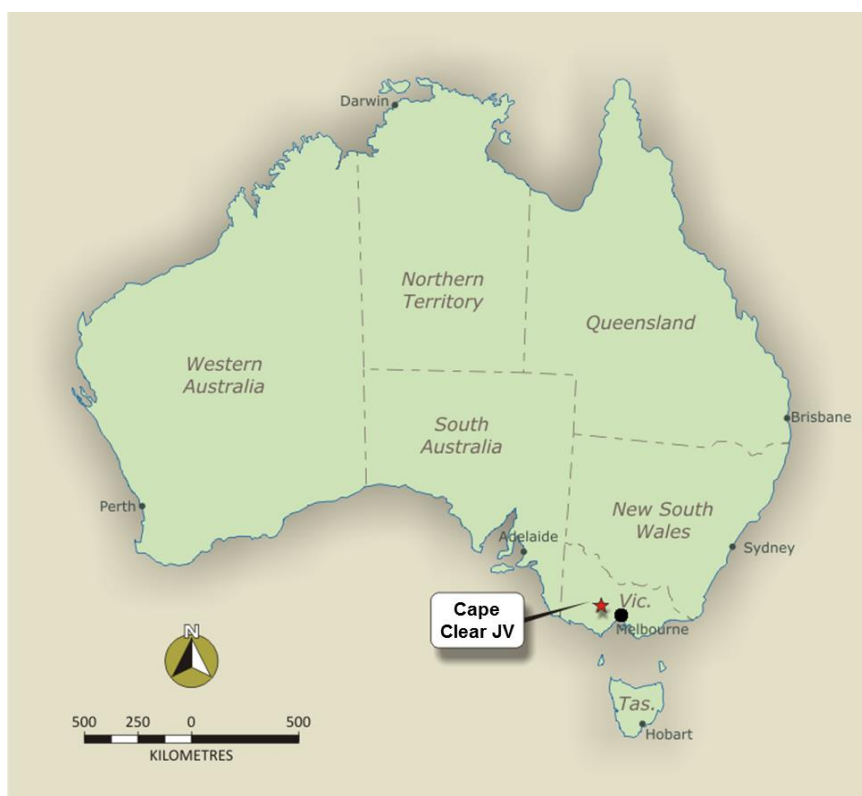 Darwin
Northern
Territory
Queensland
Western
Australia
South
Australia
Brisbane
Perth
New South
Wales
Adelaide
Sydney
Cape
Clear JV
Vic.
Melbourne
N
Tas.
Hobart
500 250 0 500
KILOMETRES